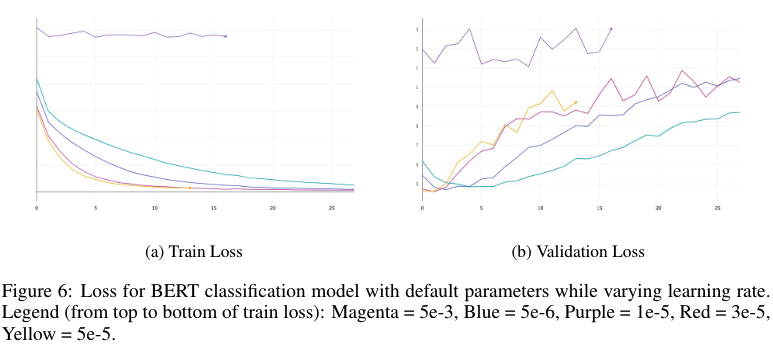 0 5 10 15 20 25
0 5 10 15 20 25
(a) Train Loss
(b) Validation Loss
Figure 6: Loss for BERT classification model with default parameters while varying learning rate.
Legend (from top to bottom of train loss): Magenta = 5e-3, Blue = 5e-6, Purple = 1e-5, Red = 3e-5,
Yellow = 5e-5.